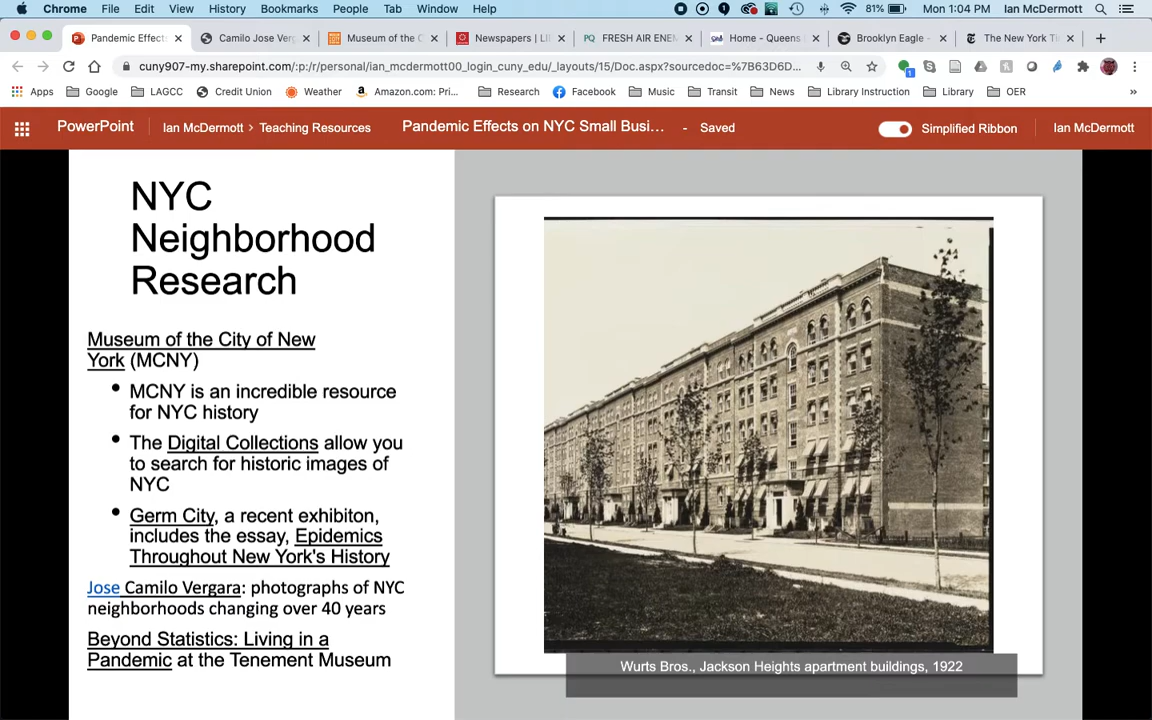 Chrome File Edit View History Bookmarks People Tab Window Help 81% Mon 1:04 PM Ian McDermott
Pandemic Effect Camilo Jose Verg Museum of the C Newspapers | LI PQ FRESH AIR ENE Home - Queens L Brooklyn Eagle - The New York Ti
cuny907-my.sharepoint.com/:p:/r/personal/ian_mcdermott00_login_cuny_edu/_layouts/15/Doc.aspx?sourcedoc=%7B63D6D...
Apps Google LAGCC Credit Union Weather Amazon.com: Pri... Research Facebook Music Transit News Library Instruction Library OER »
PowerPoint Ian McDermott > Teaching Resources Pandemic Effects on NYC Small Busi... - Saved Simplified Ribbon Ian McDermott
NYC
Neighborhood
Research
Museum of the City of New
York (MCNY)
• MCNY is an incredible resource
for NYC history
• The Digital Collections allow you
to search for historic images of
NYC
• Germ City, a recent exhibiton,
includes the essay, Epidemics
Throughout New York's History
Jose Camilo Vergara: photographs of NYC
neighborhoods changing over 40 years
Beyond Statistics: Living in a
Pandemic at the Tenement Museum
Wurts Bros., Jackson Heights apartment buildings, 1922